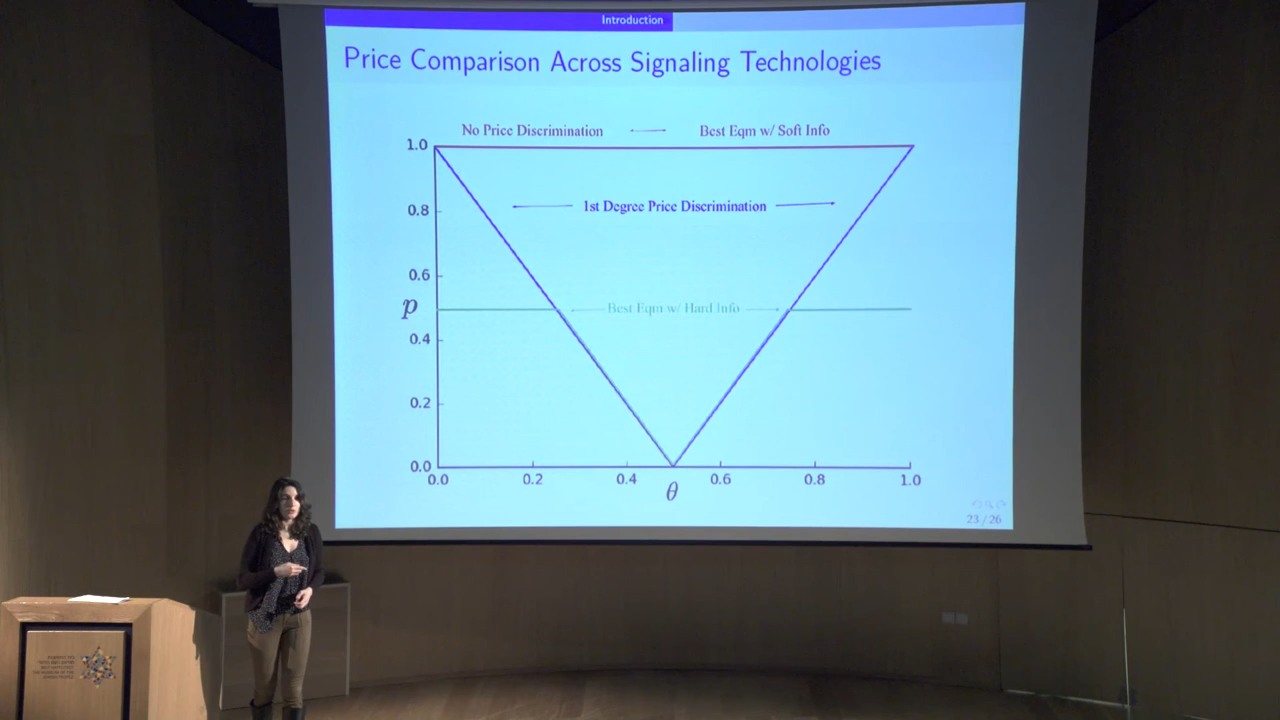 Introduction
Price Comparison Across Signaling Technologies
No Price Discrimination
Best Eqm w/ Soft Info
1.0
1st Degree Price Discrimination
0.8
0.6
p
Best Eqm w/ Hard Info
0.4
0.2
0.0
0.0
0.2
0.4
0.6
0.8
1.0
θ
23 / 26